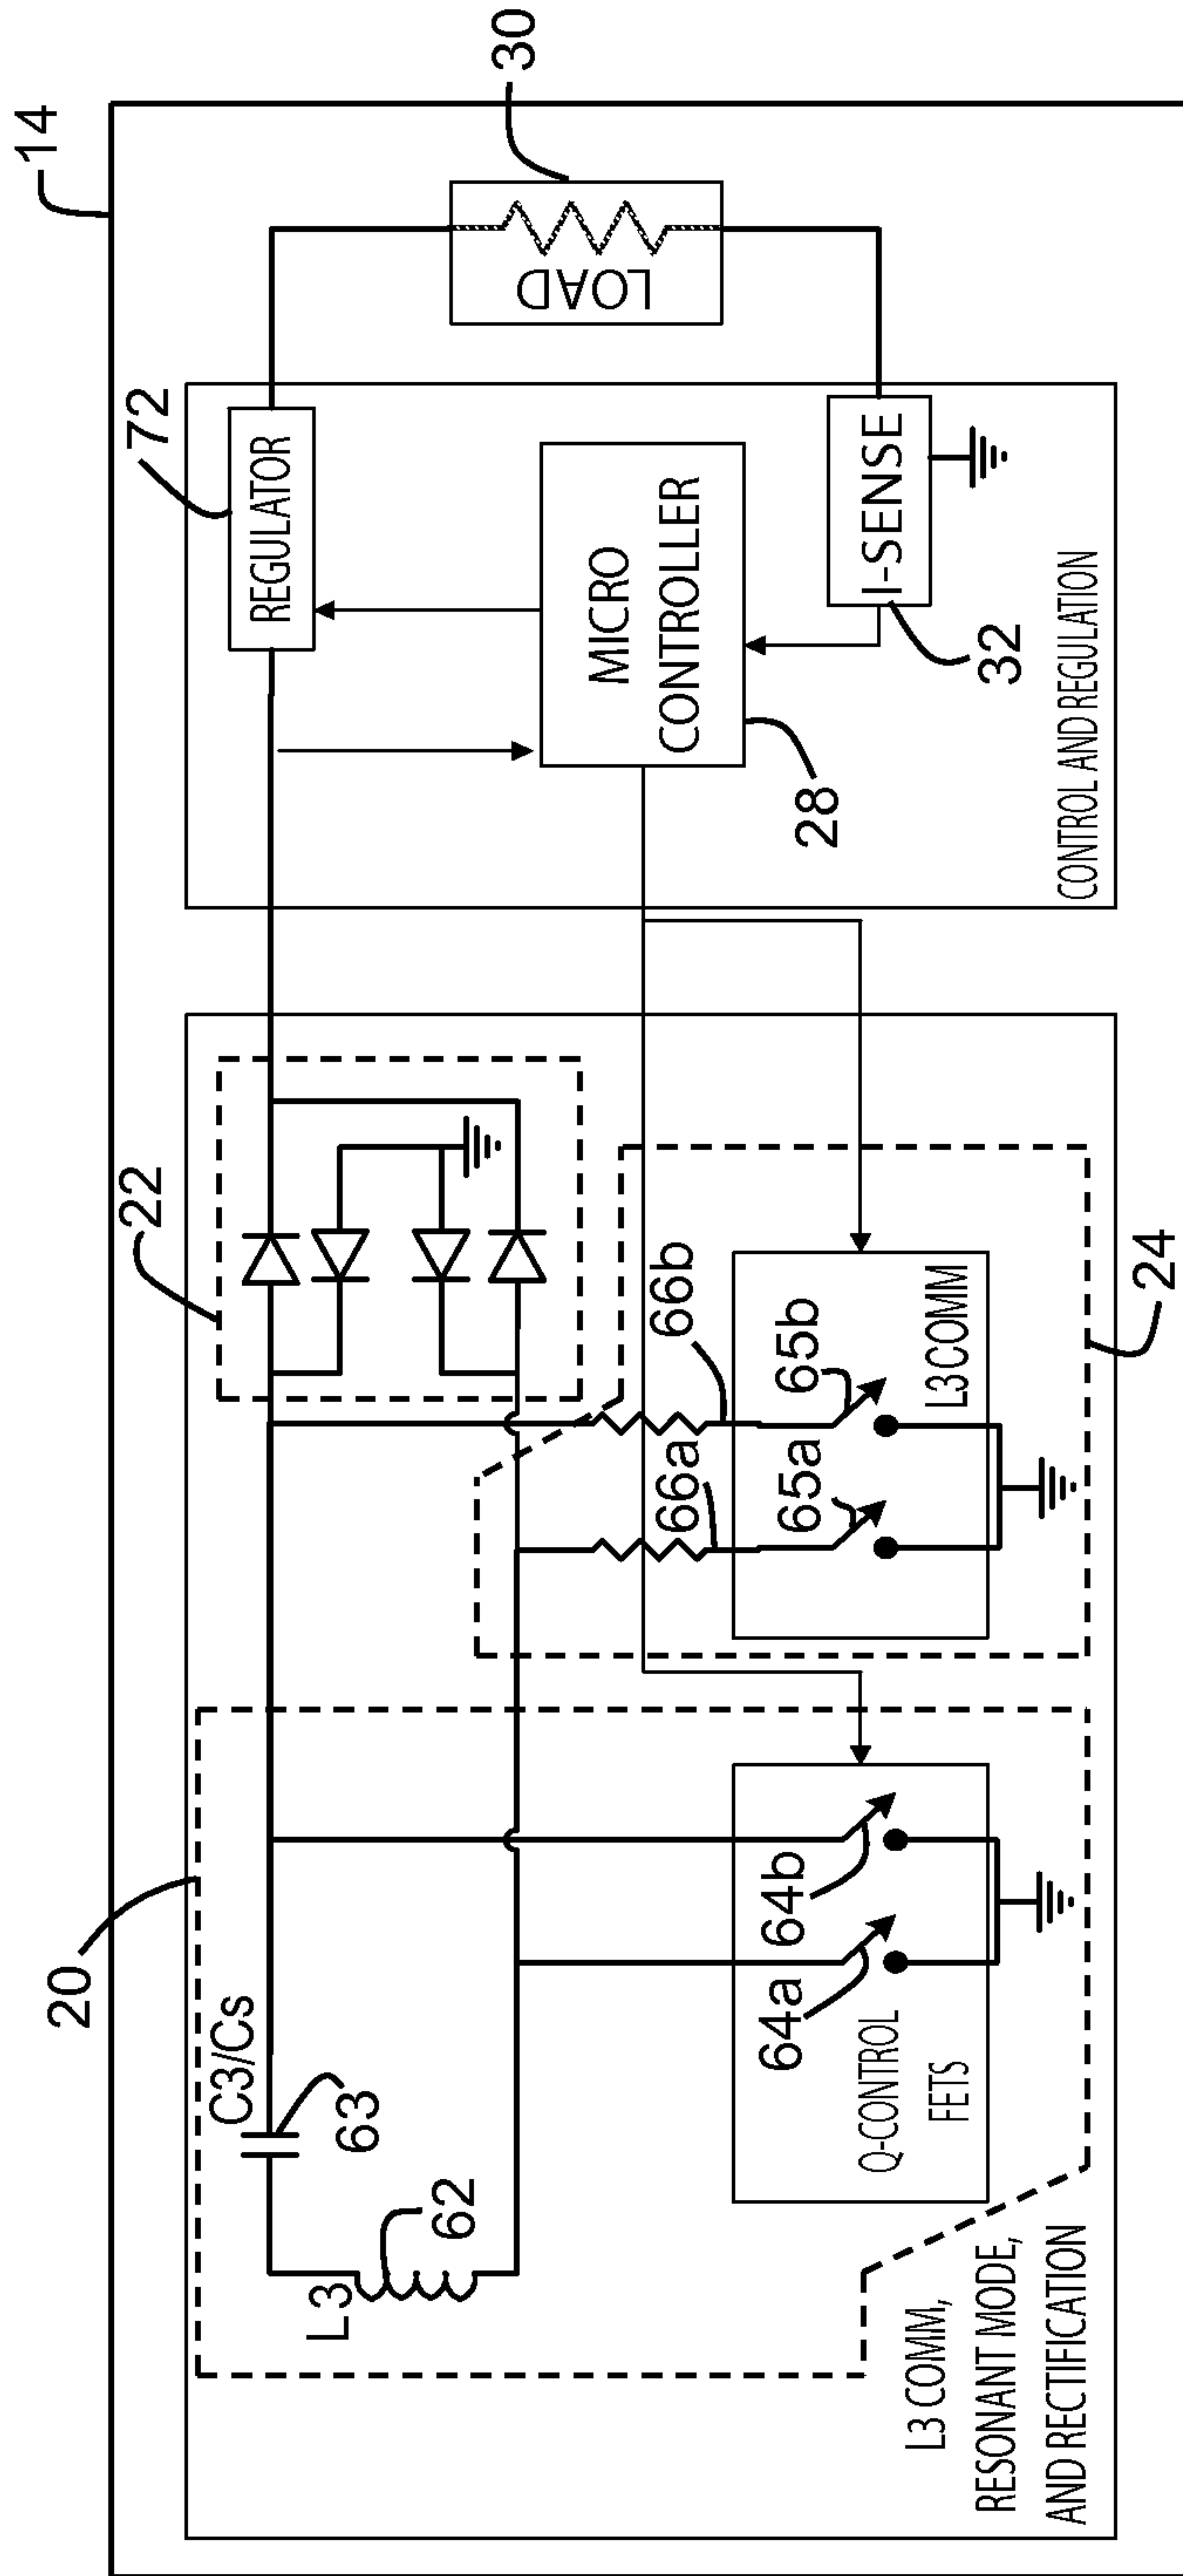 14
20
22
72
30
C3/Cs
63
L3
62
REGULATOR
LOAD
MICRO
CONTROLLER
28
I-SENSE
32
CONTROL AND REGULATION
66a
66b
65a
65b
L3 COMM
24
64a
64b
Q-CONTROL
FETS
L3 COMM,
RESONANT MODE,
AND RECTIFICATION